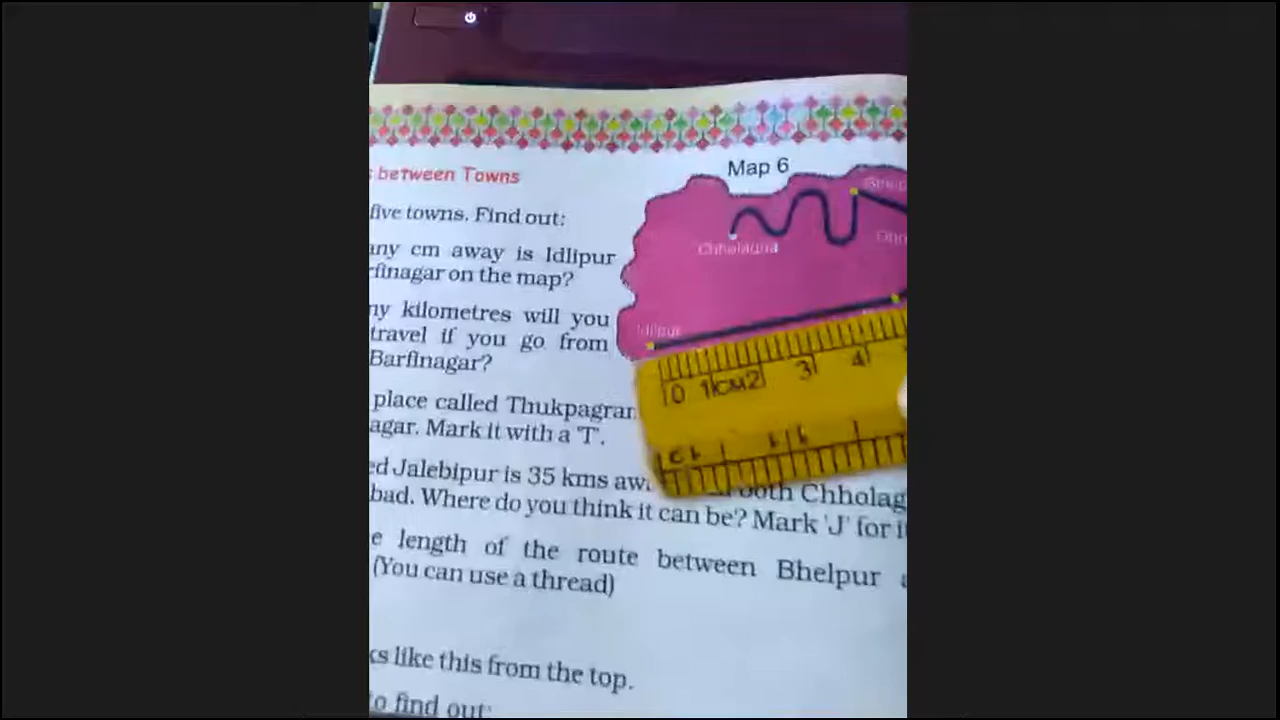 between Towns
five towns. Find out:
any cm away is Idlipur
rfinagar on the map?
ny kilometres will you
travel if you go from
Barfinagar?
place called Thukpagram
agar. Mark it with a 'T'.
ed Jalebipur is 35 kms aw both Chholag
bad. Where do you think it can be? Mark 'J' for i
e length of the route between Bhelpur
(You can use a thread)
ks like this from the top.
to find out:
Map 6
Bhelp
Chholagna
Idlipur
0 1 CM 2 3 4